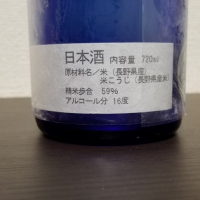 日本酒 内容量 720ml
原材料名／米（長野県産）
米こうじ（長野県産米）
精米歩合 59%
アルコール分 16度